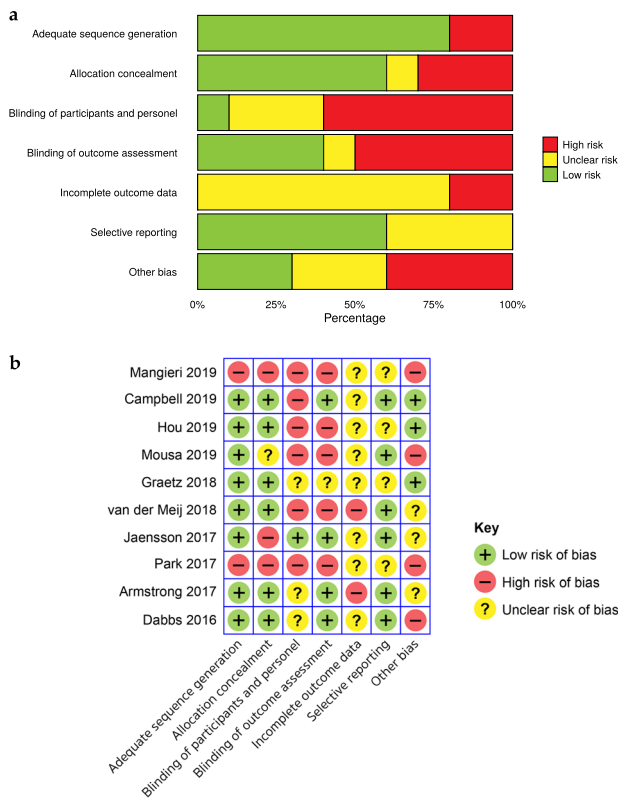 a
Adequate sequence generation
Allocation concealment
Blinding of participants and personel
Blinding of outcome assessment
Incomplete outcome data
Selective reporting
Other bias
0% 25% 50% 75% 100%
Percentage
High risk
Unclear risk
Low risk
b
Mangieri 2019
Campbell 2019
Hou 2019
Mousa 2019
Graetz 2018
van der Meij 2018
Jaensson 2017
Park 2017
Armstrong 2017
Dabbs 2016
Adequate sequence generation
Allocation concealment
Blinding of participants and personel
Blinding of outcome assessment
Incomplete outcome data
Selective reporting
Other bias
Key
+ Low risk of bias
− High risk of bias
? Unclear risk of bias